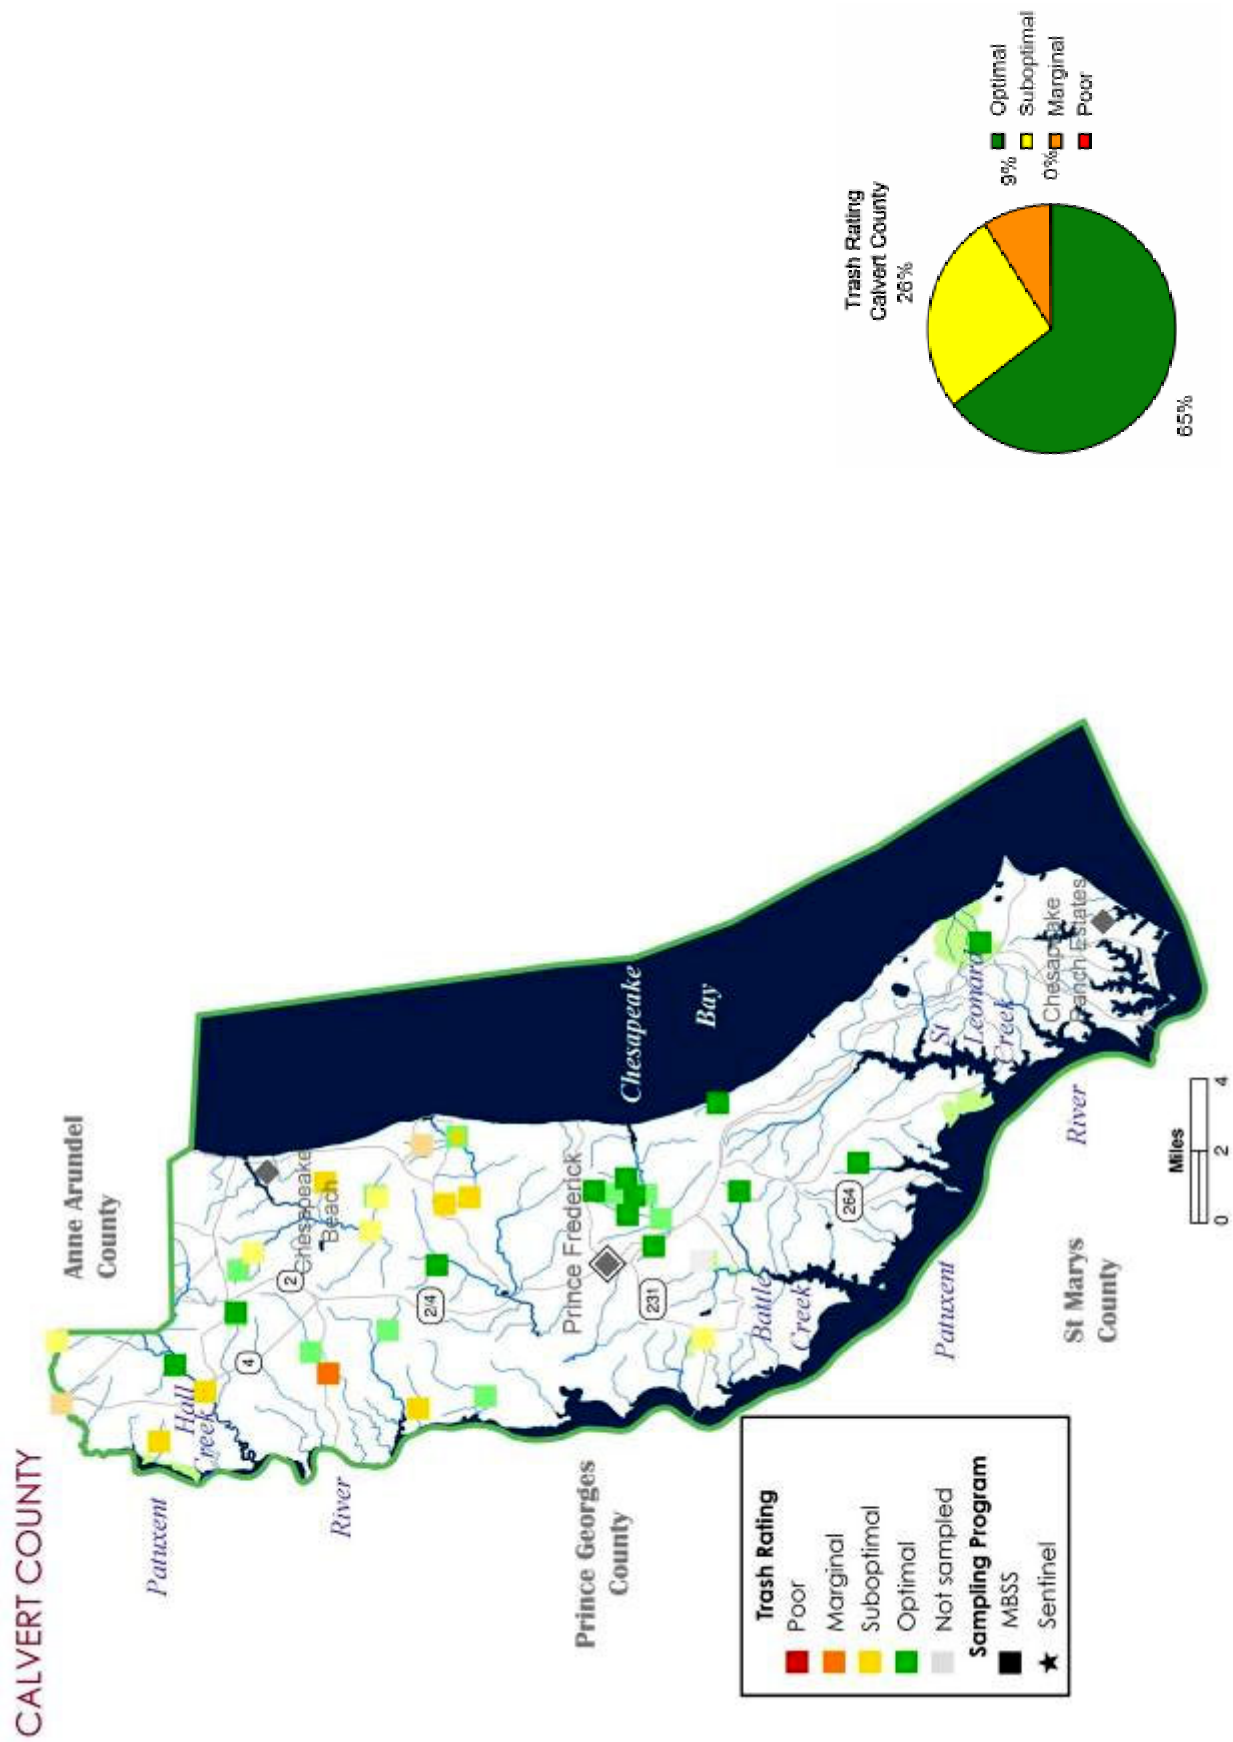 CALVERT COUNTY
Anne Arundel
County
Patuxent
Hall
Creek
4
2
Chesapeake
Beach
River
2/4
Prince Frederick
Chesapeake
Bay
231
Prince Georges
County
Battle
Creek
264
St
Leonard
Creek
Chesapeake
Ranch Estates
Patuxent
River
St Marys
County
Miles
0 2 4
Trash Rating
Poor
Marginal
Suboptimal
Optimal
Not sampled
Sampling Program
MBSS
Sentinel
Trash Rating
Calvert County
26%
9%
0%
65%
Optimal
Suboptimal
Marginal
Poor